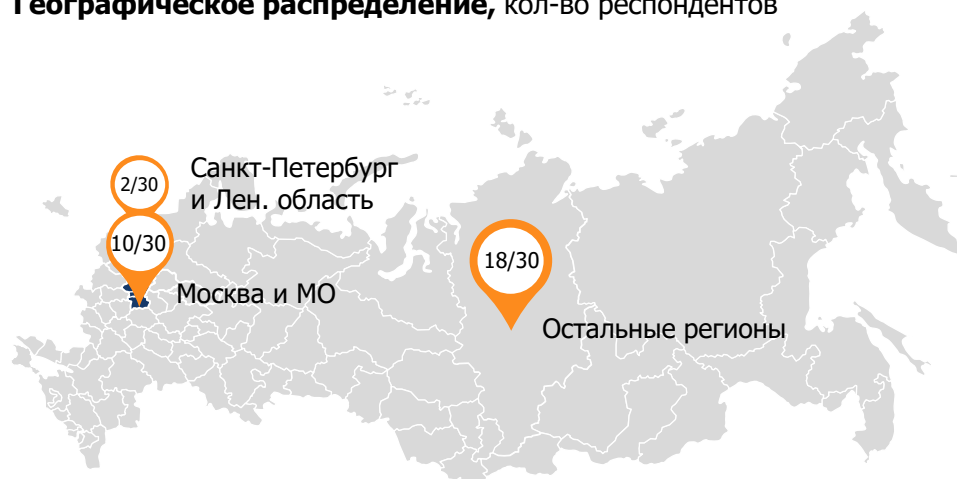 Географическое распределение, кол-во респондентов
2/30
Санкт-Петербург
и Лен. область
10/30
18/30
Москва и МО
Остальные регионы